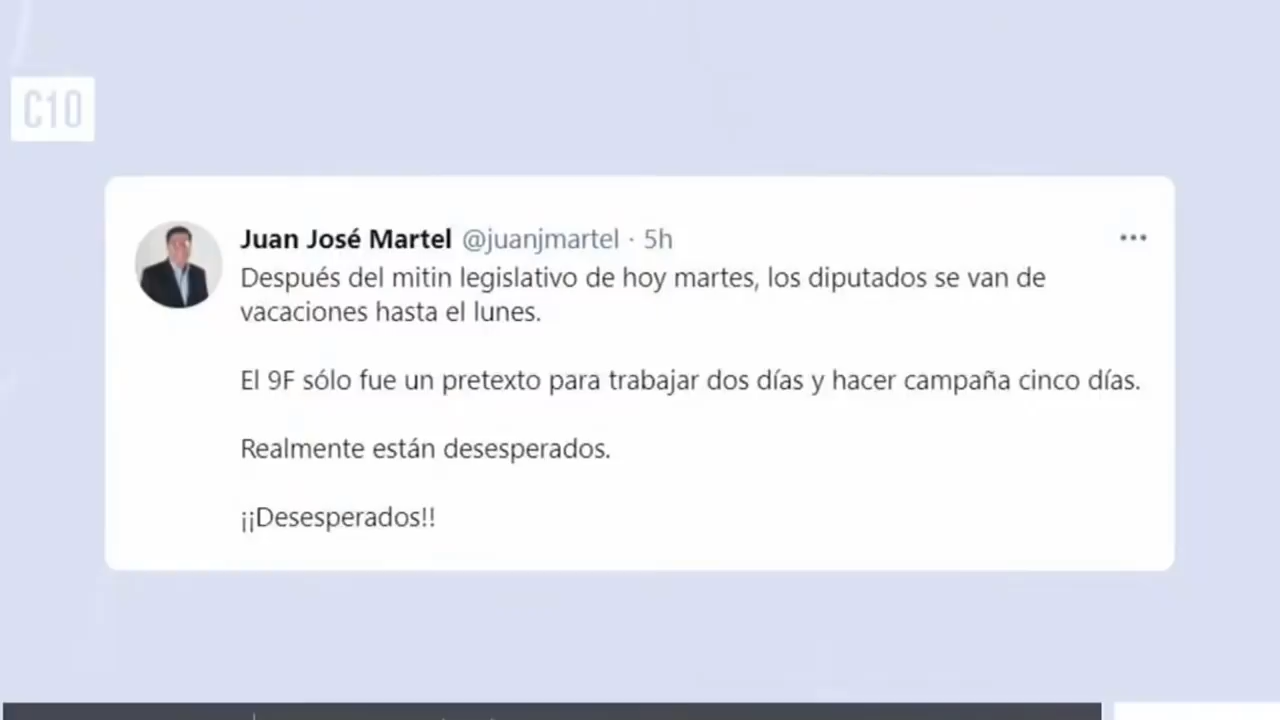 C10
Juan José Martel @juanjmartel · 5h
Después del mitin legislativo de hoy martes, los diputados se van de
vacaciones hasta el lunes.
El 9F sólo fue un pretexto para trabajar dos días y hacer campaña cinco días.
Realmente están desesperados.
¡¡Desesperados!!